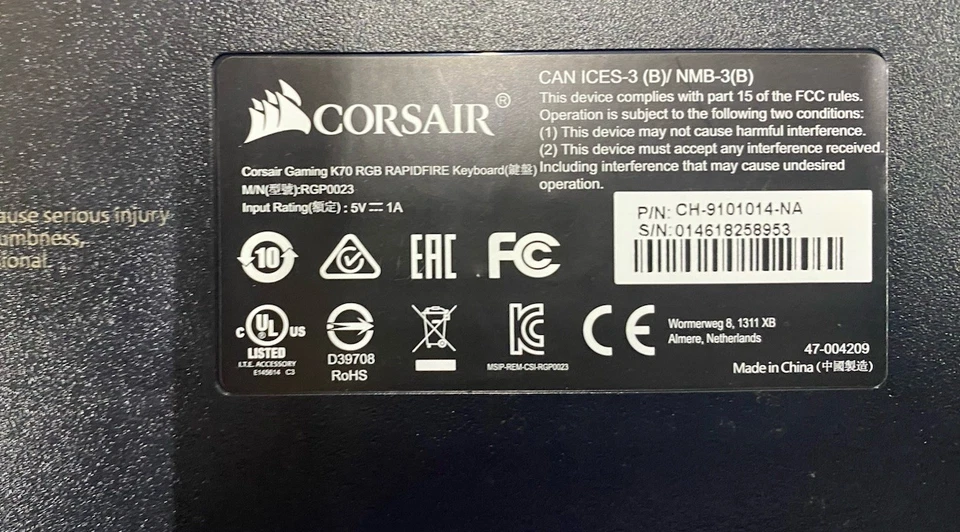 ause serious injury
umbness,
ional.
CORSAIR®
Corsair Gaming K70 RGB RAPIDFIRE Keyboard(鍵盤)
M/N(型號):RGP0023
Input Rating(額定) : 5V ⎓ 1A
CAN ICES-3 (B)/ NMB-3(B)
This device complies with part 15 of the FCC rules.
Operation is subject to the following two conditions:
(1) This device may not cause harmful interference.
(2) This device must accept any interference received.
Including interference that may cause undesired
operation.
P/N: CH-9101014-NA
S/N: 014618258953
10
EAC
FC
C UL US
LISTED
I.T.E. ACCESSORY
E145614 C3
D39708
RoHS
MSIP-REM-CSI-RGP0023
CE
Wormerweg 8, 1311 XB
Almere, Netherlands
47-004209
Made in China (中國製造)